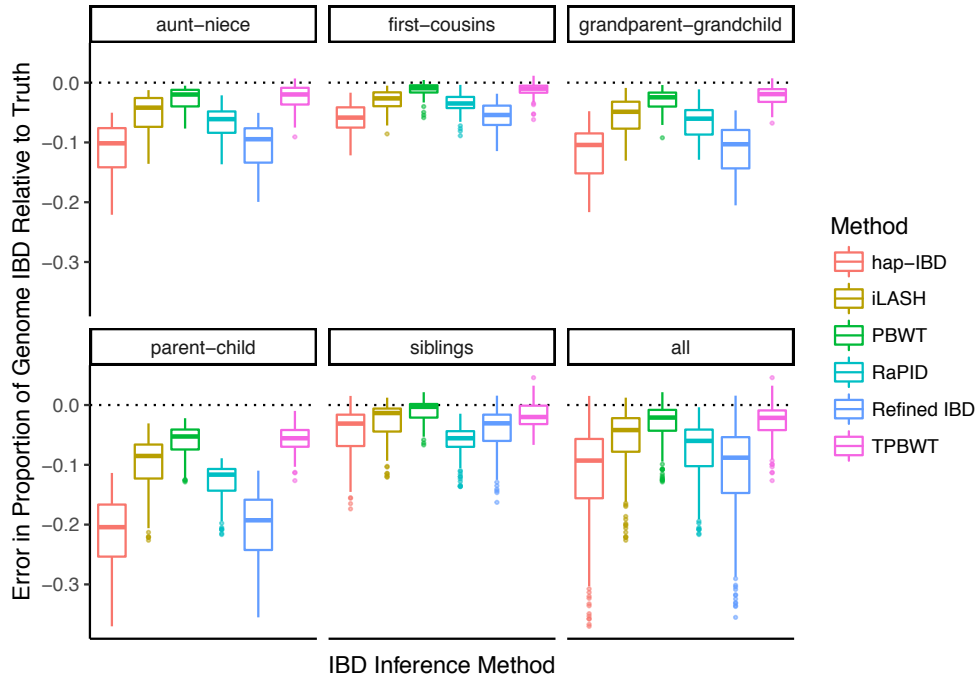 aunt−niece
first−cousins
grandparent−grandchild
0.0
−0.1
−0.2
−0.3
parent−child
siblings
all
0.0
−0.1
−0.2
−0.3
Error in Proportion of Genome IBD Relative to Truth
IBD Inference Method
Method
hap−IBD
iLASH
PBWT
RaPID
Refined IBD
TPBWT